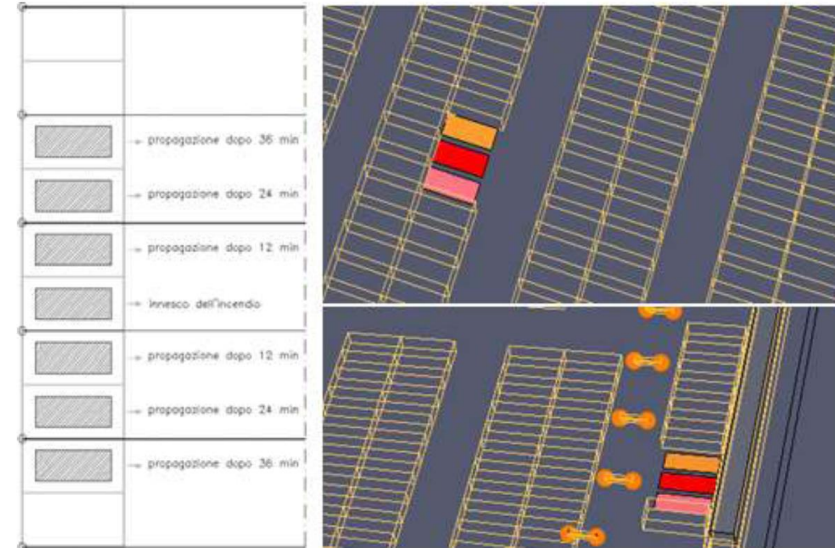 propagazione dopo 36 min
propagazione dopo 24 min
propagazione dopo 12 min
innesco dell'incendio
propagazione dopo 12 min
propagazione dopo 24 min
propagazione dopo 36 min